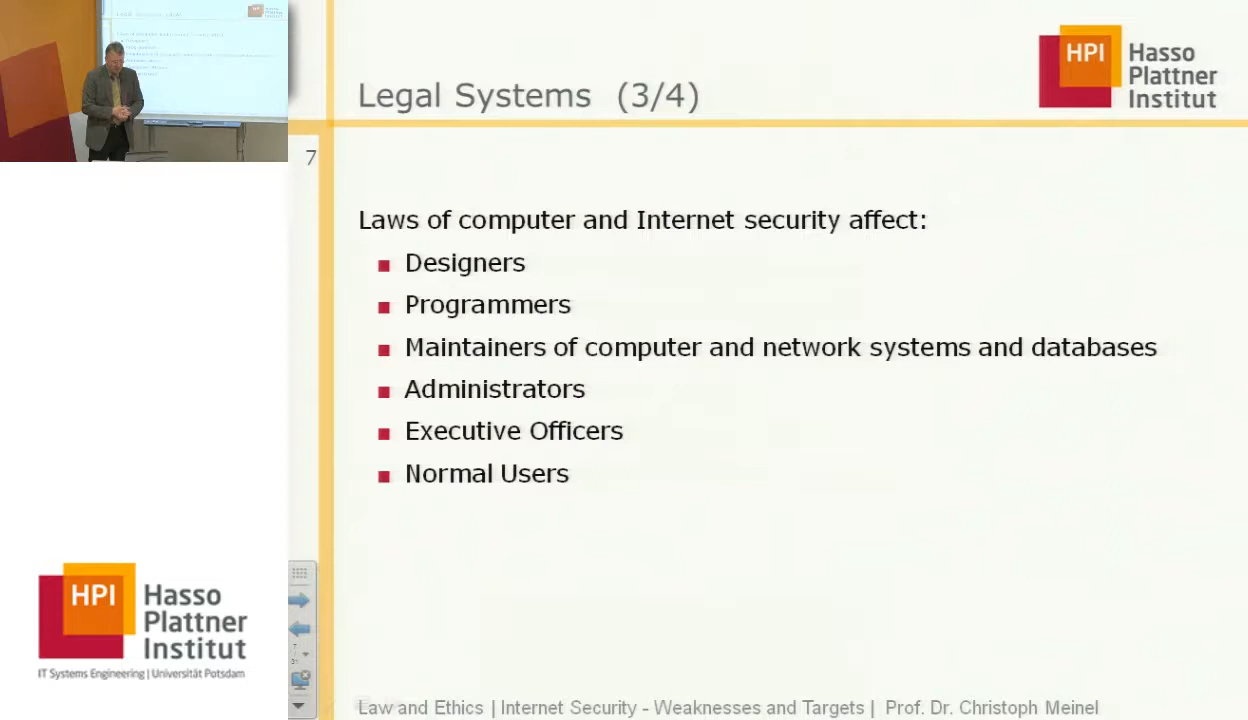 Legal Systems (3/4)
HPI Hasso
Plattner
Institut
7
Laws of computer and Internet security affect:
Designers
Programmers
Maintainers of computer and network systems and databases
Administrators
Executive Officers
Normal Users
HPI Hasso
Plattner
Institut
IT Systems Engineering | Universität Potsdam
Law and Ethics | Internet Security - Weaknesses and Targets | Prof. Dr. Christoph Meinel